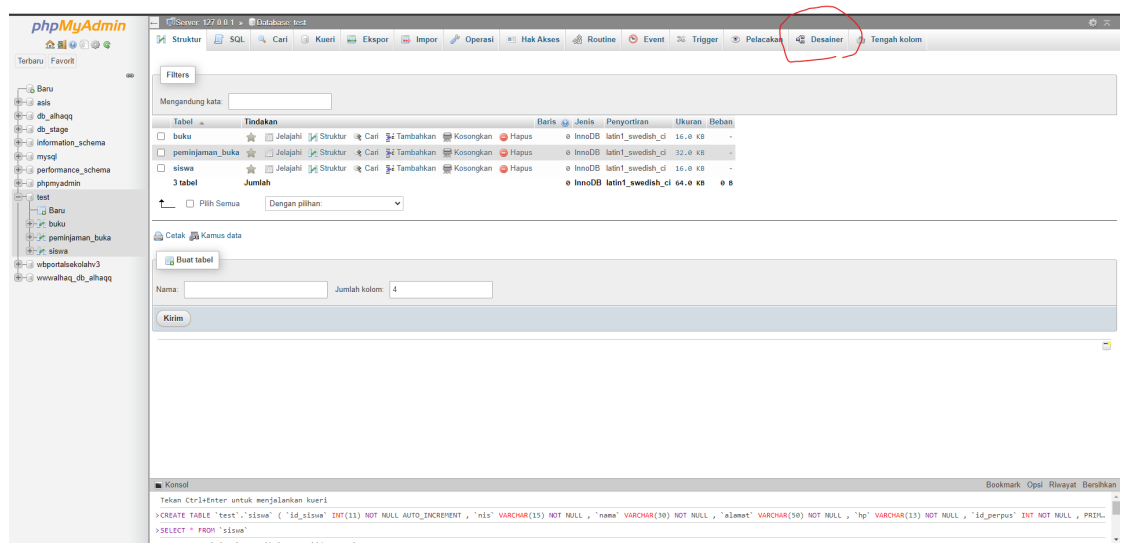 phpMyAdmin
Terbaru Favorit
Baru
asis
db_alhaqq
db_stage
information_schema
mysql
performance_schema
phpmyadmin
test
Baru
buku
peminjaman_buka
siswa
wbportalsekolahv3
wwwalhaq_db_alhaqq
Server: 127.0.0.1 » Database: test
Struktur SQL Cari Kueri Ekspor Impor Operasi Hak Akses Routine Event Trigger Pelacakan Desainer Tengah kolom
Filters
Mengandung kata:
Tabel Tindakan Baris Jenis Penyortiran Ukuran Beban
buku Jelajahi Struktur Cari Tambahkan Kosongkan Hapus 0 InnoDB latin1_swedish_ci 16.0 KB -
peminjaman_buka Jelajahi Struktur Cari Tambahkan Kosongkan Hapus 0 InnoDB latin1_swedish_ci 32.0 KB -
siswa Jelajahi Struktur Cari Tambahkan Kosongkan Hapus 0 InnoDB latin1_swedish_ci 16.0 KB -
3 tabel Jumlah 0 InnoDB latin1_swedish_ci 64.0 KB 0 B
Pilih Semua Dengan pilihan:
Cetak Kamus data
Buat tabel
Nama: Jumlah kolom: 4
Kirim
Konsol Bookmark Opsi Riwayat Bersihkan
Tekan Ctrl+Enter untuk menjalankan kueri
>CREATE TABLE `test`.`siswa` ( `id_siswa` INT(11) NOT NULL AUTO_INCREMENT , `nis` VARCHAR(15) NOT NULL , `nama` VARCHAR(30) NOT NULL , `alamat` VARCHAR(50) NOT NULL , `hp` VARCHAR(13) NOT NULL , `id_perpus` INT NOT NULL , PRIM…
>SELECT * FROM `siswa`